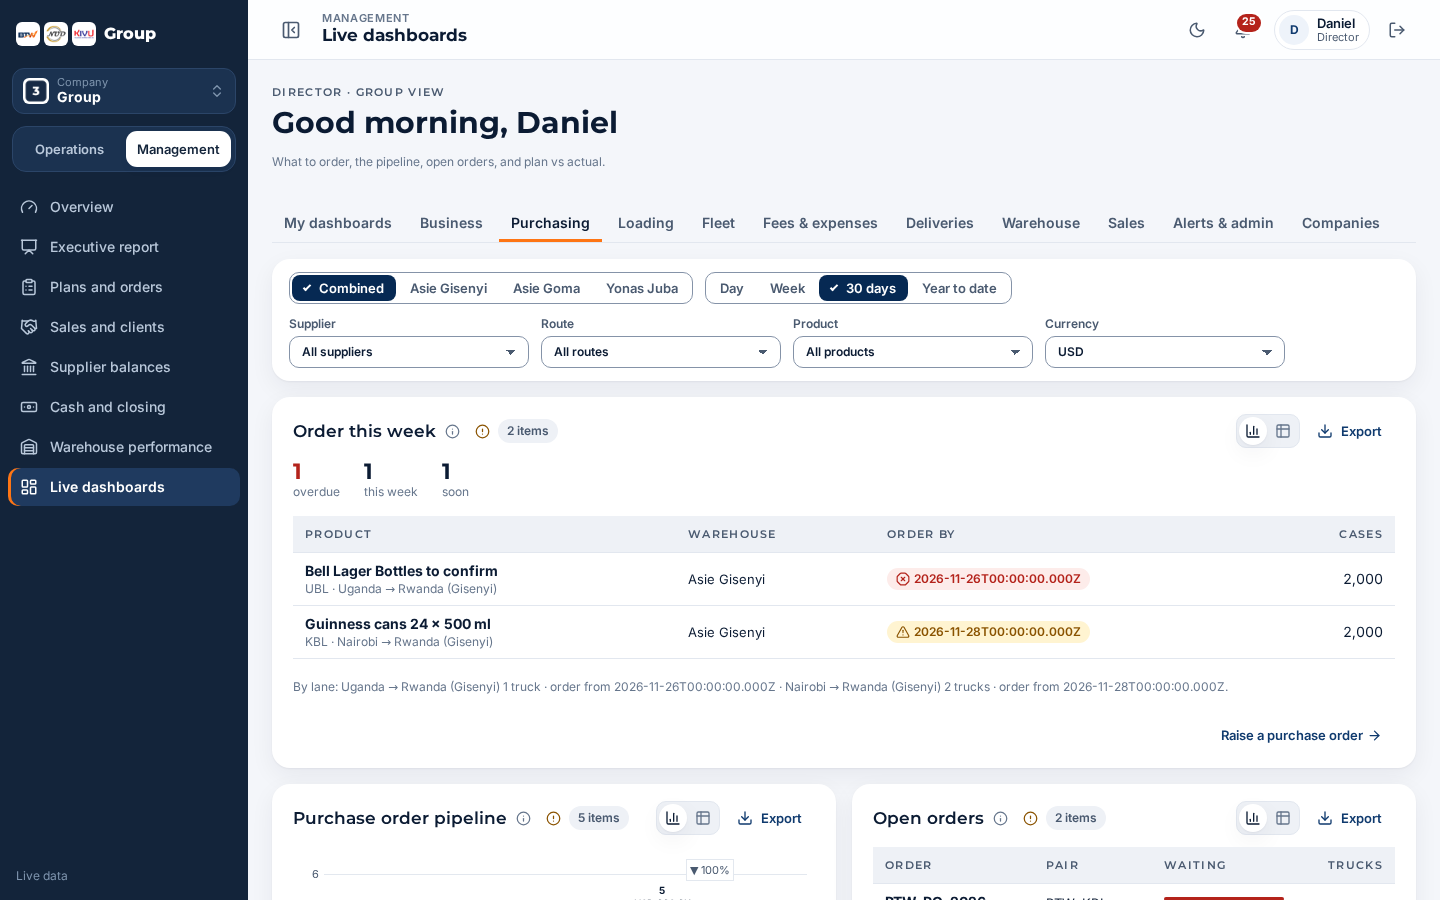 BTW
NTD
KIVU
Group
Company
3
Group
Operations
Management
Overview
Executive report
Plans and orders
Sales and clients
Supplier balances
Cash and closing
Warehouse performance
Live dashboards
Live data
MANAGEMENT
Live dashboards
25
D
Daniel
Director
DIRECTOR · GROUP VIEW
Good morning, Daniel
What to order, the pipeline, open orders, and plan vs actual.
My dashboards
Business
Purchasing
Loading
Fleet
Fees & expenses
Deliveries
Warehouse
Sales
Alerts & admin
Companies
Combined
Asie Gisenyi
Asie Goma
Yonas Juba
Day
Week
30 days
Year to date
Supplier
Route
Product
Currency
All suppliers
All routes
All products
USD
Order this week
2 items
Export
1
1
1
overdue
this week
soon
PRODUCT
WAREHOUSE
ORDER BY
CASES
Bell Lager Bottles to confirm
UBL · Uganda → Rwanda (Gisenyi)
Asie Gisenyi
2026-11-26T00:00:00.000Z
2,000
Guinness cans 24 × 500 ml
KBL · Nairobi → Rwanda (Gisenyi)
Asie Gisenyi
2026-11-28T00:00:00.000Z
2,000
By lane: Uganda → Rwanda (Gisenyi) 1 truck · order from 2026-11-26T00:00:00.000Z · Nairobi → Rwanda (Gisenyi) 2 trucks · order from 2026-11-28T00:00:00.000Z.
Raise a purchase order →
Purchase order pipeline
5 items
Export
6
▼100%
5
Open orders
2 items
Export
ORDER
PAIR
WAITING
TRUCKS